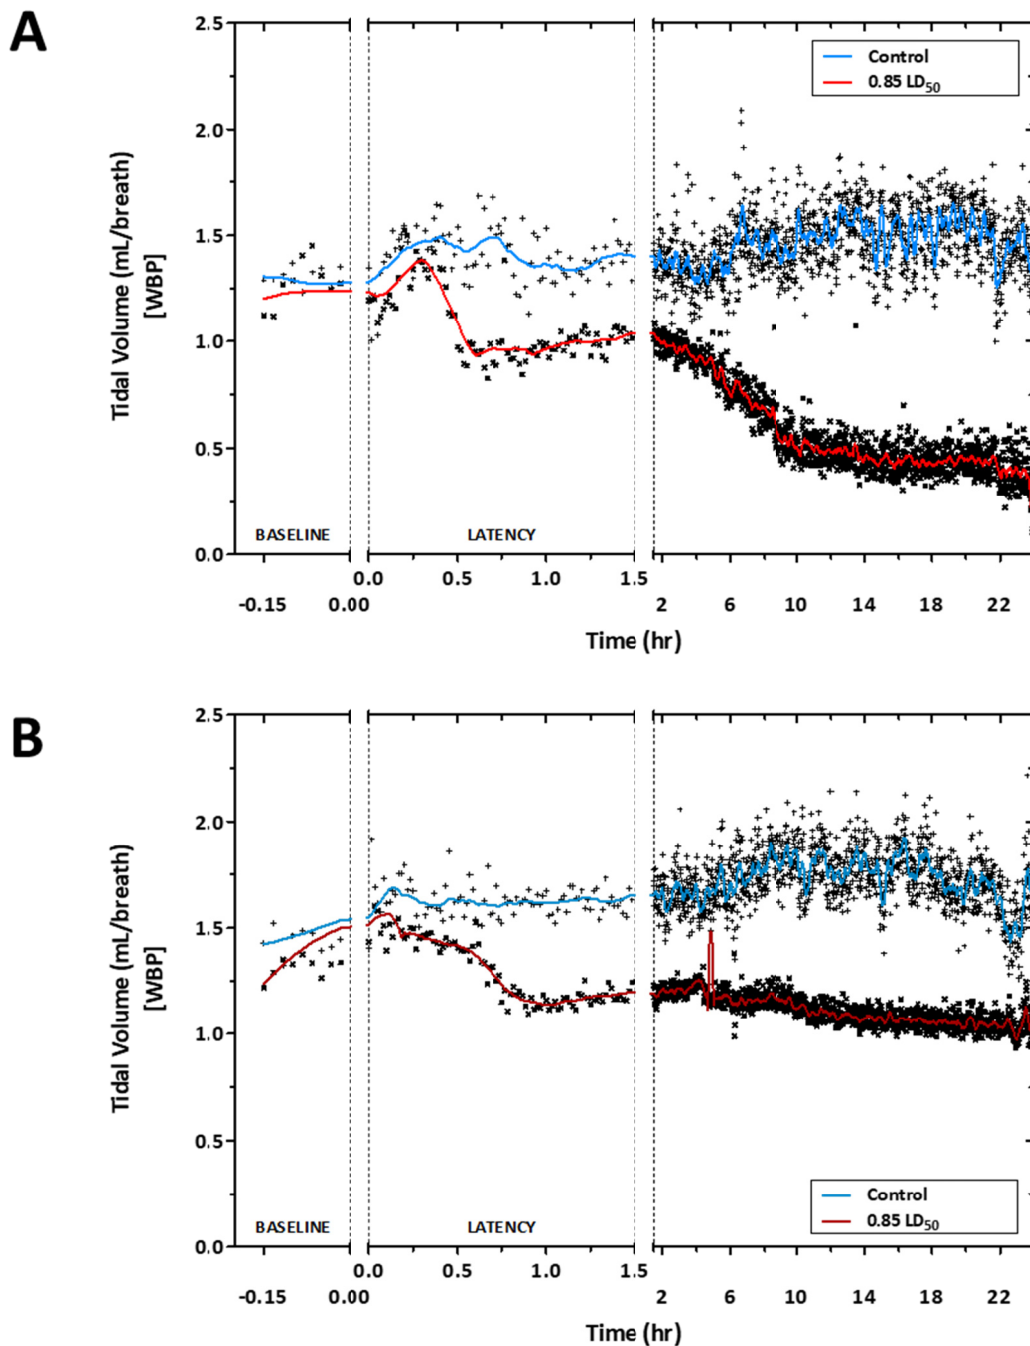 A
2.5
Control
0.85 LD₅₀
2.0
1.5
1.0
0.5
0.0
Tidal Volume (mL/breath)
[WBP]
BASELINE
LATENCY
0.0 0.5 1.0 1.5
-0.15 0.00 2 6 10 14 18 22
Time (hr)
B
2.5
2.0
1.5
1.0
0.5
0.0
Tidal Volume (mL/breath)
[WBP]
Control
0.85 LD₅₀
BASELINE
LATENCY
0.0 0.5 1.0 1.5
-0.15 0.00 2 6 10 14 18 22
Time (hr)